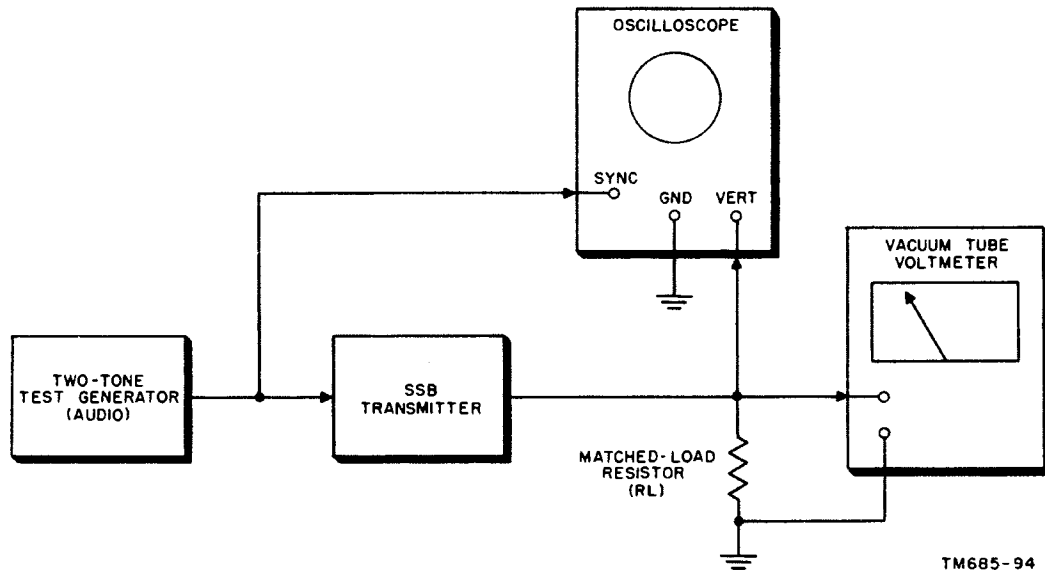 OSCILLOSCOPE
SYNC
GND
VERT
VACUUM TUBE
VOLTMETER
TWO-TONE
TEST GENERATOR
(AUDIO)
SSB
TRANSMITTER
MATCHED-LOAD
RESISTOR
(RL)
TM685-94